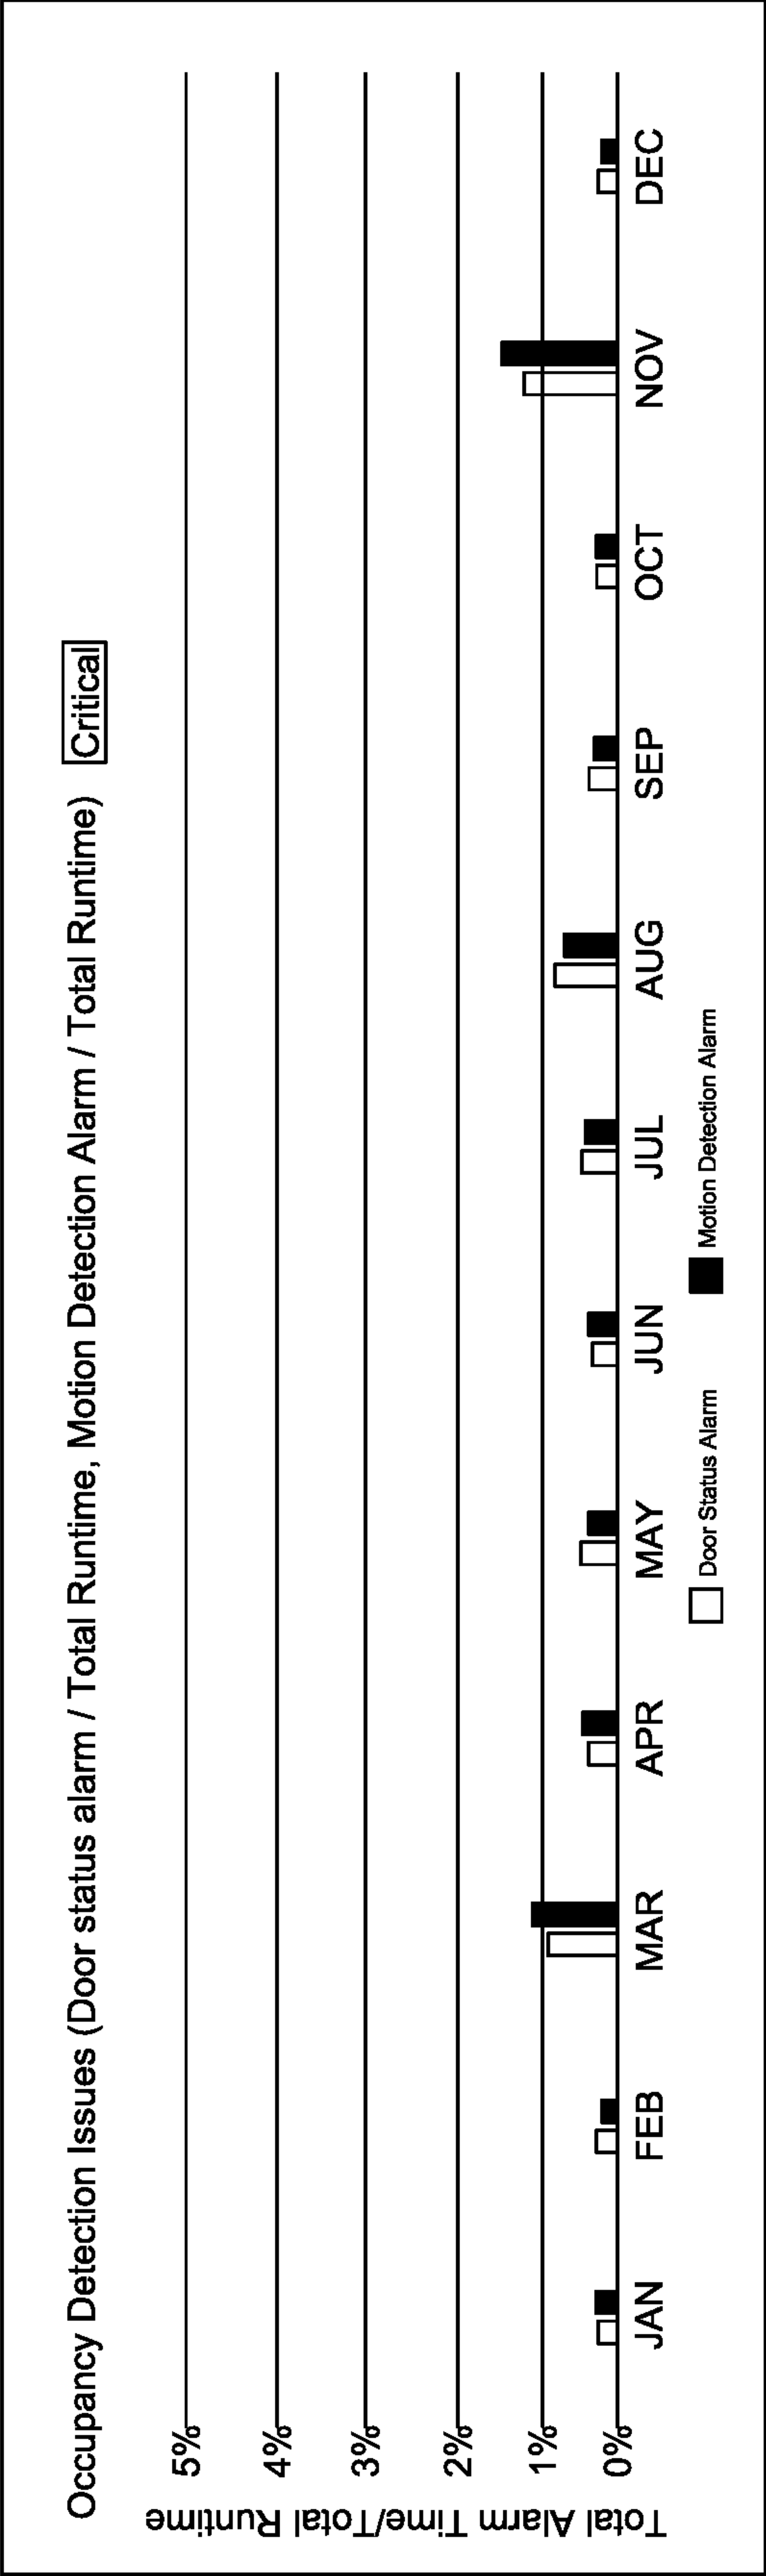 Occupancy Detection Issues (Door status alarm / Total Runtime, Motion Detection Alarm / Total Runtime) Critical
Total Alarm Time/Total Runtime
5%
4%
3%
2%
1%
0%
JAN FEB MAR APR MAY JUN JUL AUG SEP OCT NOV DEC
Door Status Alarm Motion Detection Alarm